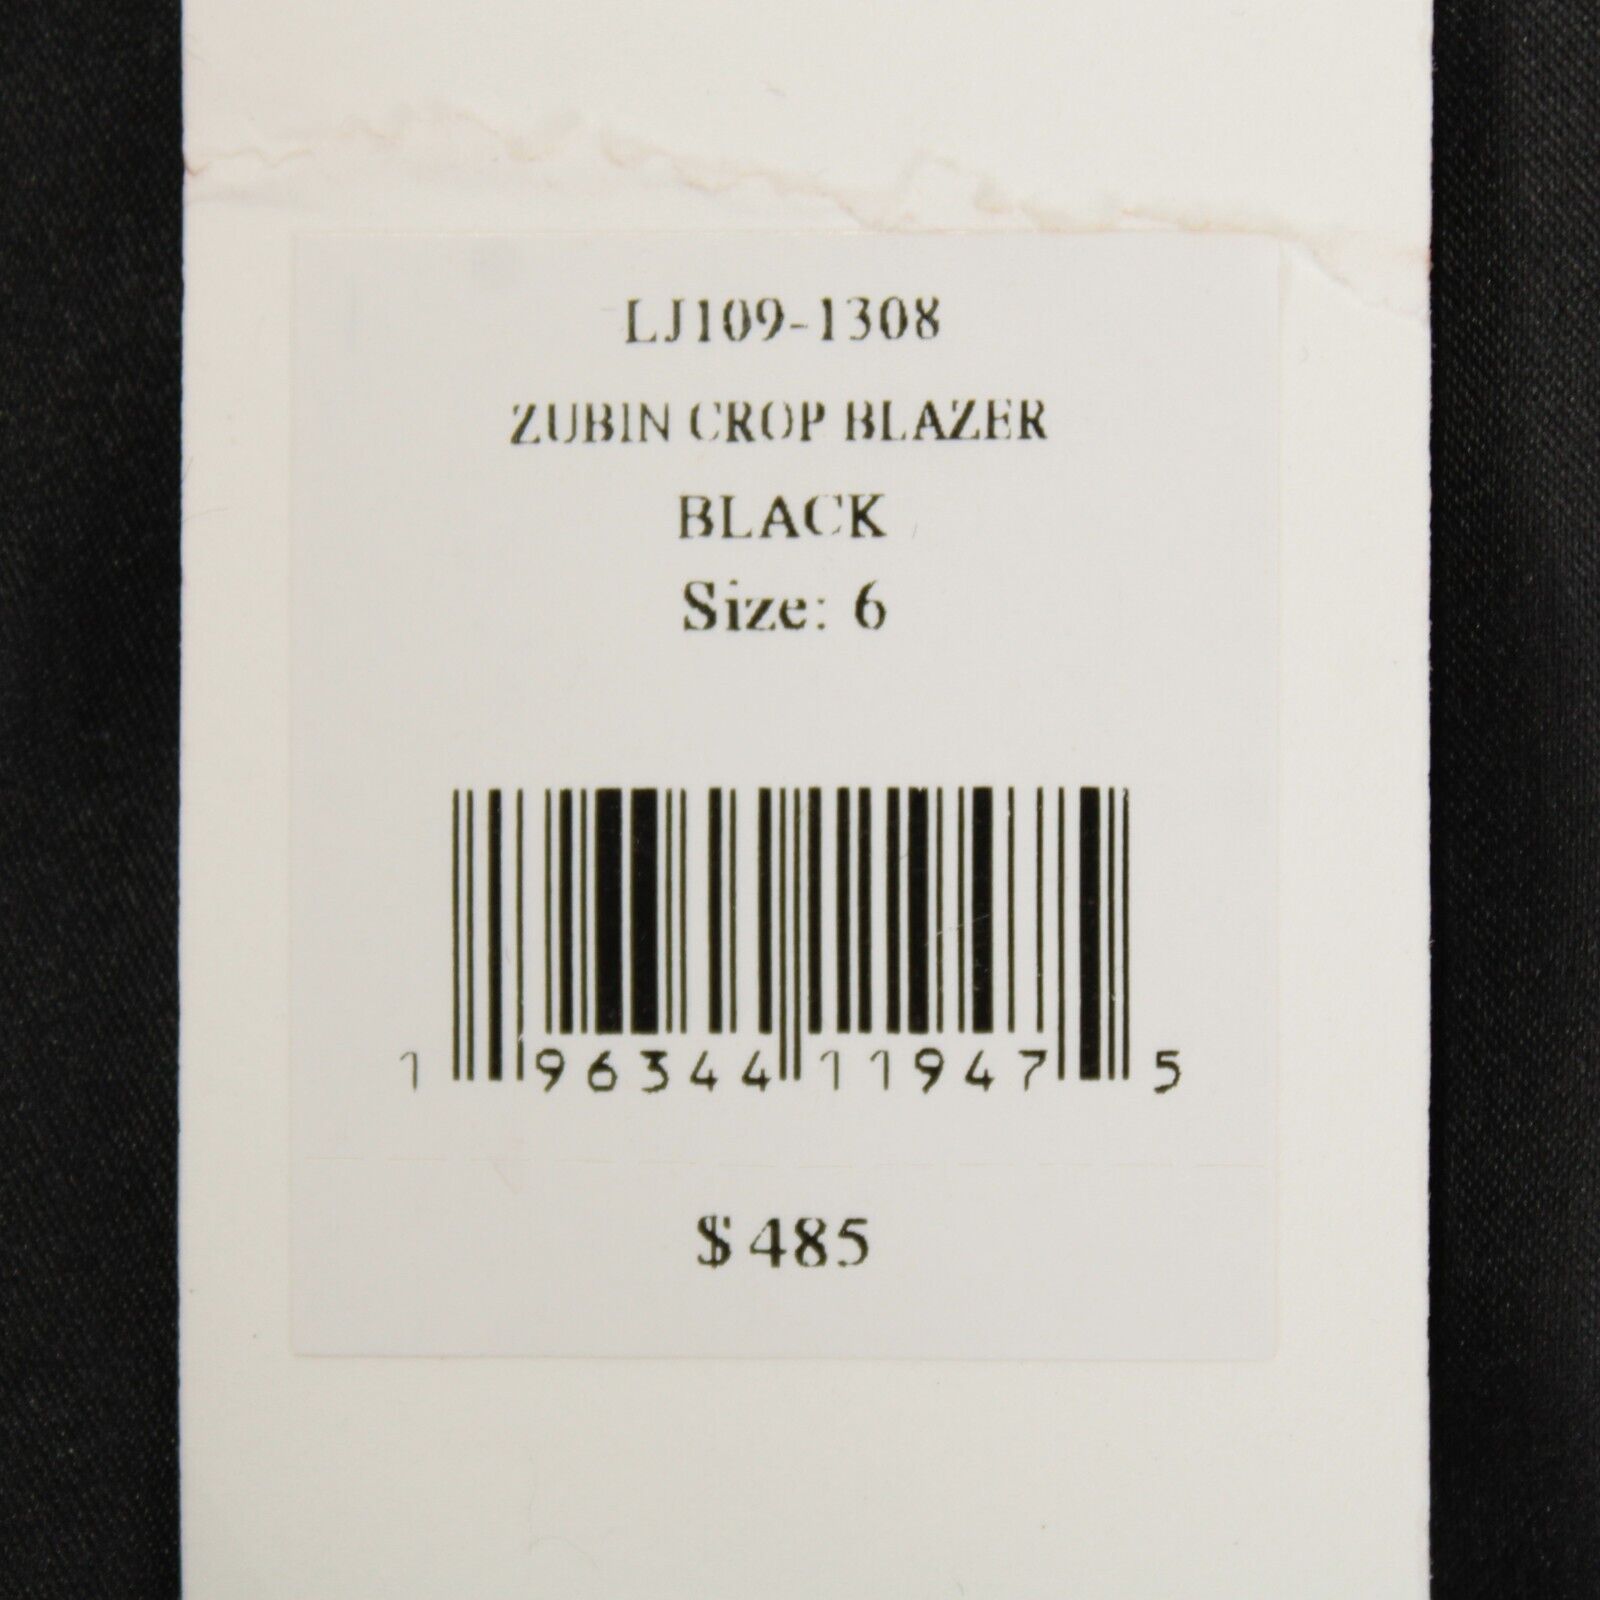 LJ109-1308
ZUBIN CROP BLAZER
BLACK
Size: 6
1 96344 11947 5
$ 485